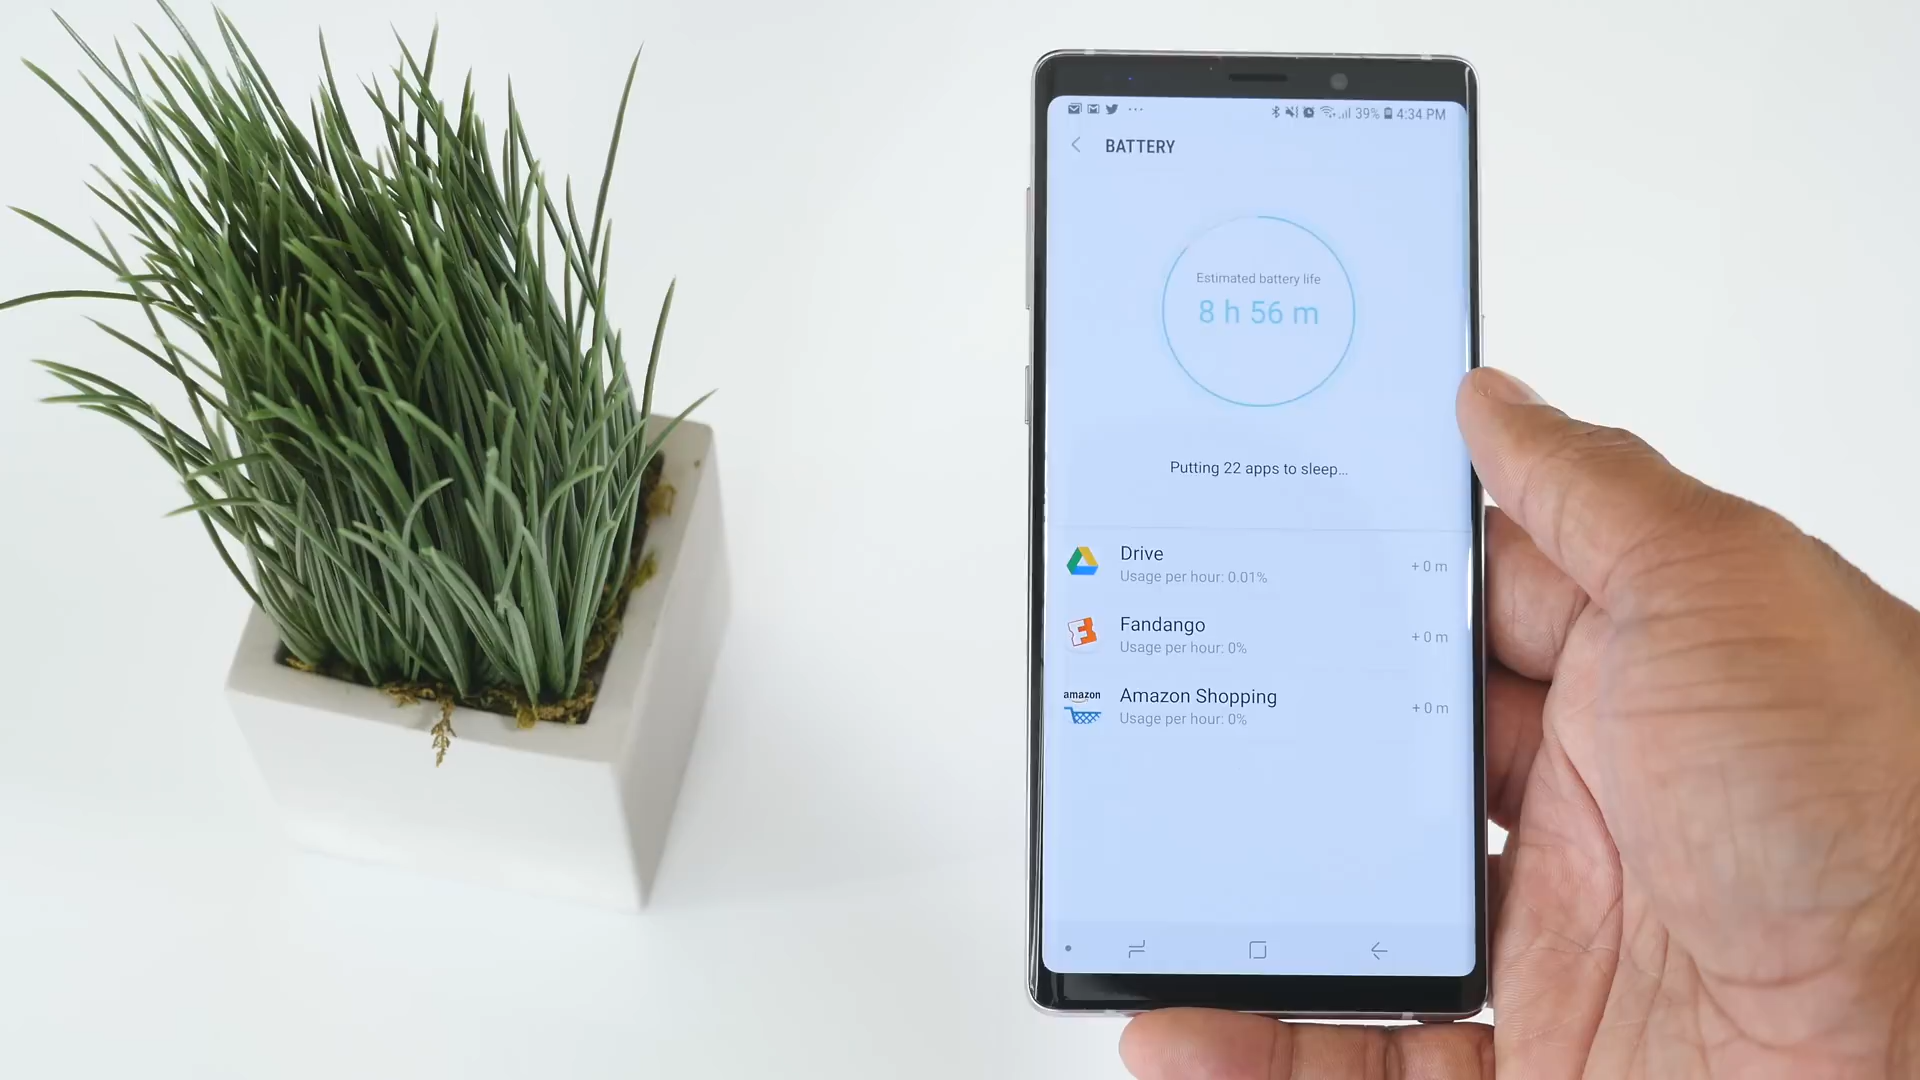 39% 4:34 PM
BATTERY
Estimated battery life
8 h 56 m
Putting 22 apps to sleep...
Drive
Usage per hour: 0.01%
+ 0 m
Fandango
Usage per hour: 0%
+ 0 m
amazon
Amazon Shopping
Usage per hour: 0%
+ 0 m